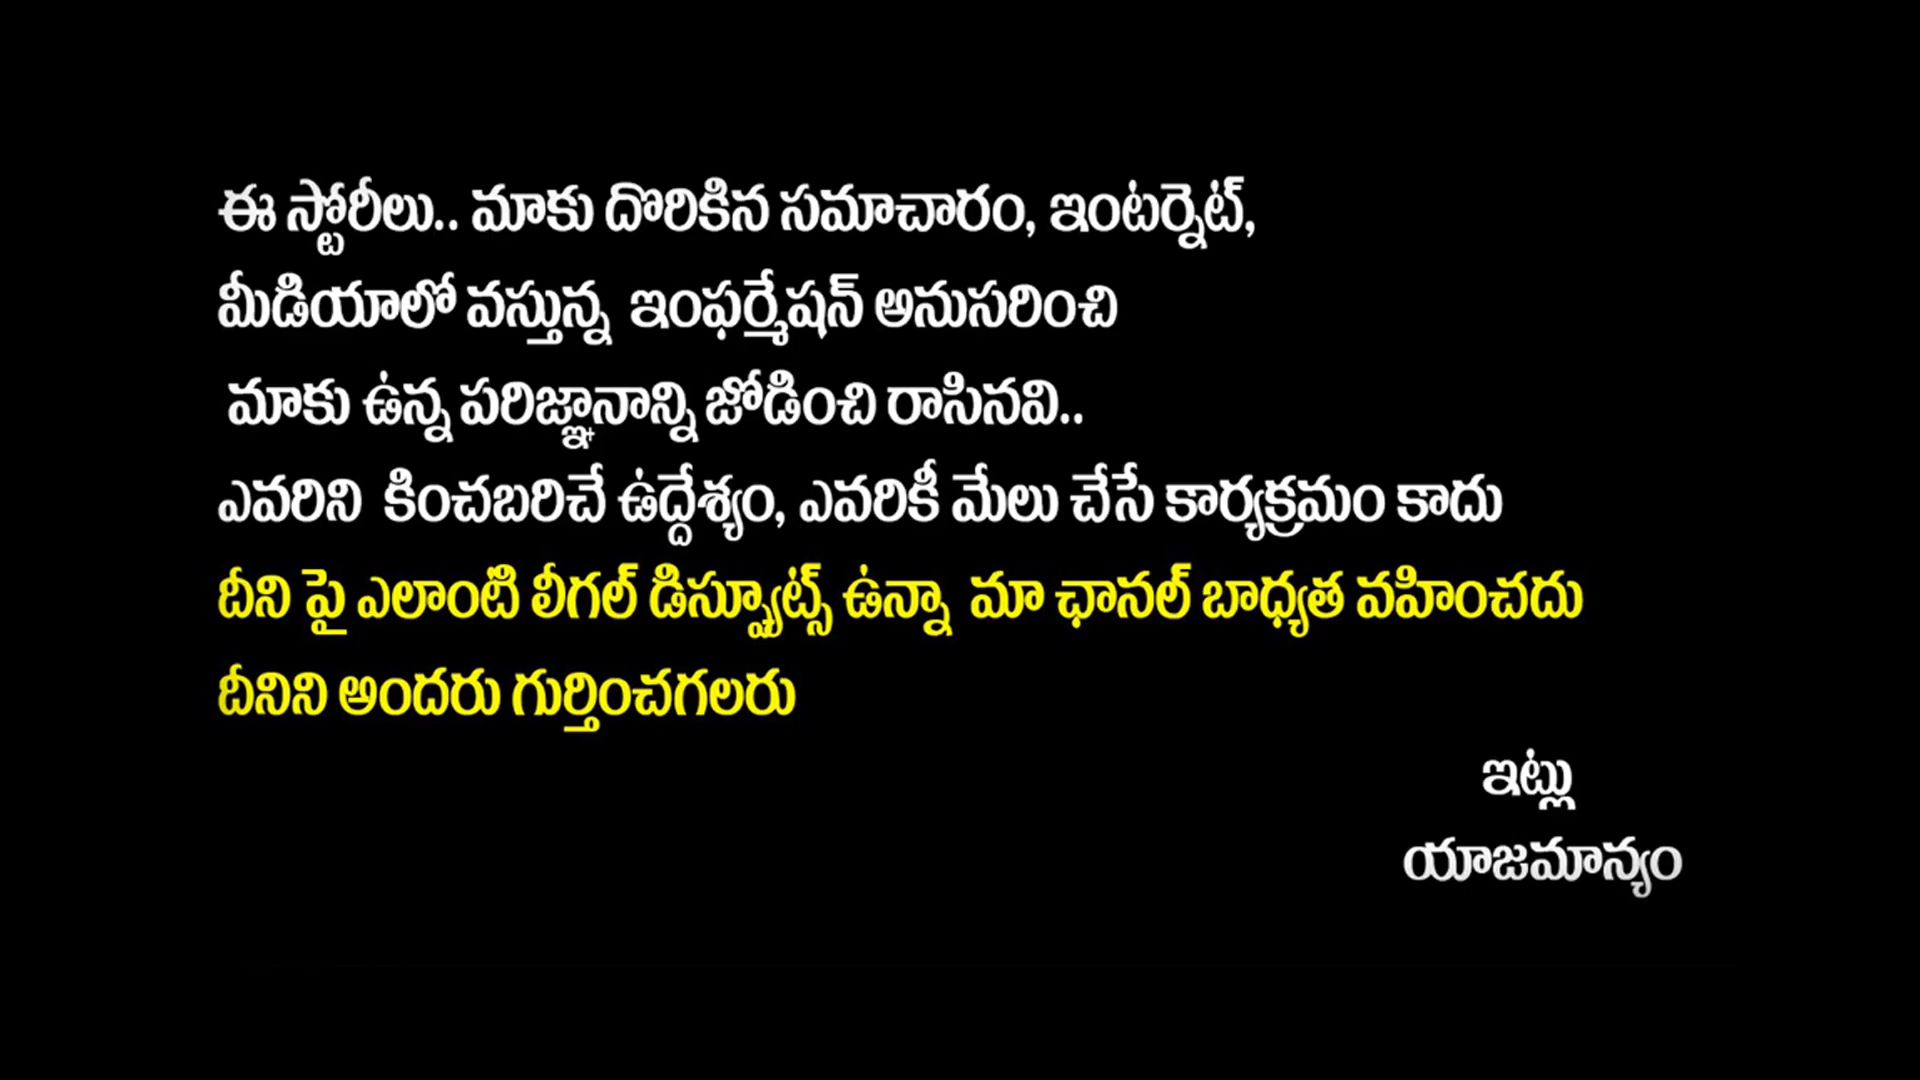 ఈ స్టోరీలు.. మాకు దొరికిన సమాచారం, ఇంటర్నెట్,
మీడియాలో వస్తున్న ఇంఫర్మేషన్ అనుసరించి
మాకు ఉన్న పరిజ్ఞానాన్ని జోడించి రాసినవి..
ఎవరిని కించబరిచే ఉద్దేశ్యం, ఎవరికీ మేలు చేసే కార్యక్రమం కాదు
దీని పై ఎలాంటి లీగల్ డిస్ప్యూట్స్ ఉన్నా మా ఛానల్ బాధ్యత వహించదు
దీనిని అందరు గుర్తించగలరు
ఇట్లు
యాజమాన్యం